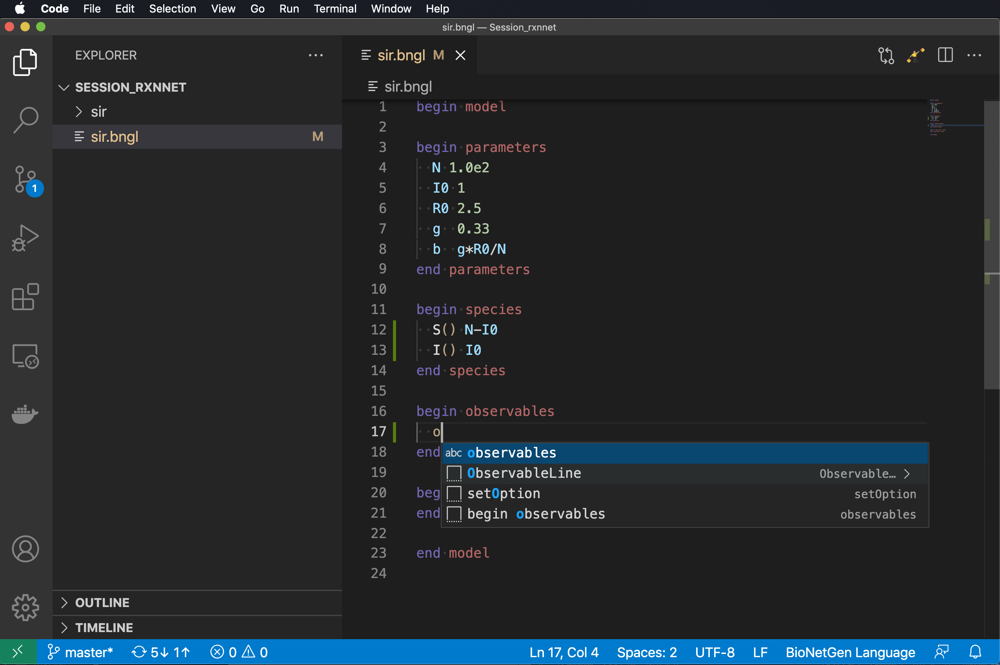 Code File Edit Selection View Go Run Terminal Window Help
sir.bngl — Session_rxnnet
EXPLORER
SESSION_RXNNET
sir
sir.bngl M
1
OUTLINE
TIMELINE
sir.bngl M
sir.bngl
1 begin model
2
3 begin parameters
4 N 1.0e2
5 I0 1
6 R0 2.5
7 g 0.33
8 b g*R0/N
9 end parameters
10
11 begin species
12 S() N-I0
13 I() I0
14 end species
15
16 begin observables
17 o
18 end
abc observables
19
ObservableLine Observable…
20 beg
setOption setOption
21 end
begin observables observables
22
23 end model
24
master* 5↓ 1↑ 0 0 Ln 17, Col 4 Spaces: 2 UTF-8 LF BioNetGen Language